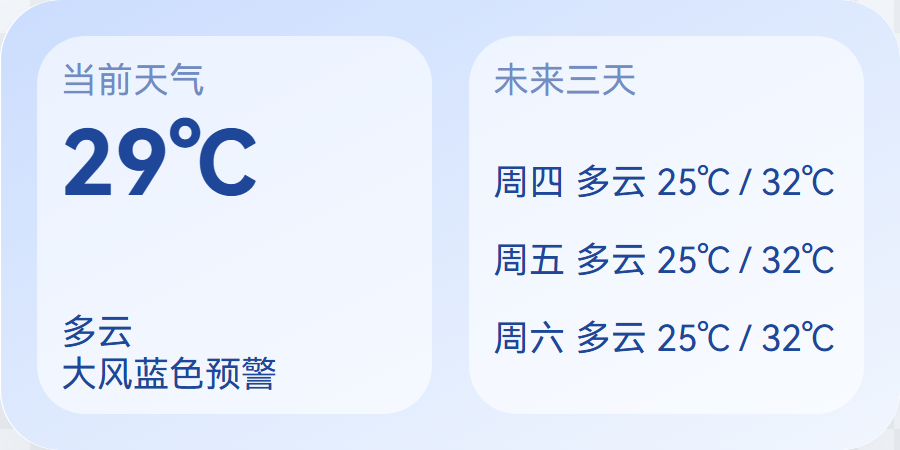 当前天气
29℃
多云
大风蓝色预警
未来三天
周四 多云 25℃ / 32℃
周五 多云 25℃ / 32℃
周六 多云 25℃ / 32℃